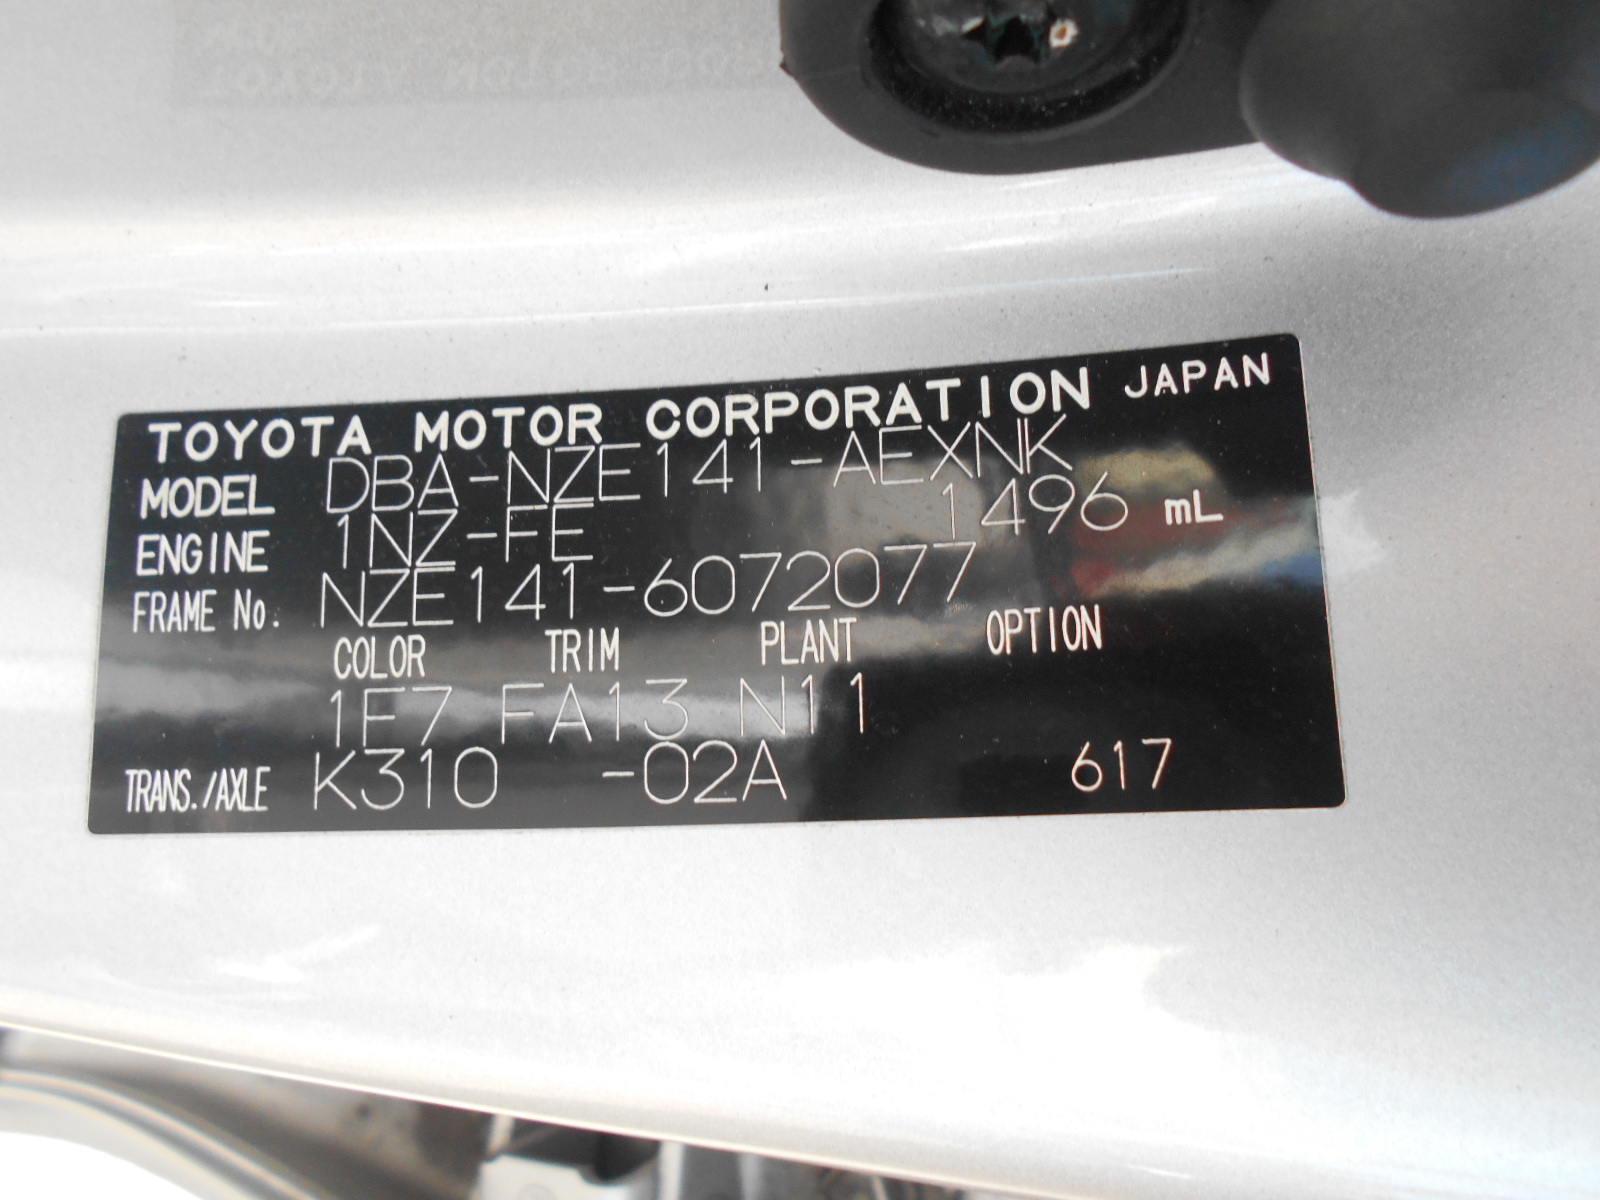 TOYOTA MOTOR CORPORATION JAPAN
MODEL DBA-NZE141-AEXNK
ENGINE 1NZ-FE 1496 mL
FRAME No. NZE141-6072077
COLOR TRIM PLANT OPTION
1F7 FA13 N11
TRANS./AXLE K310 -02A 617